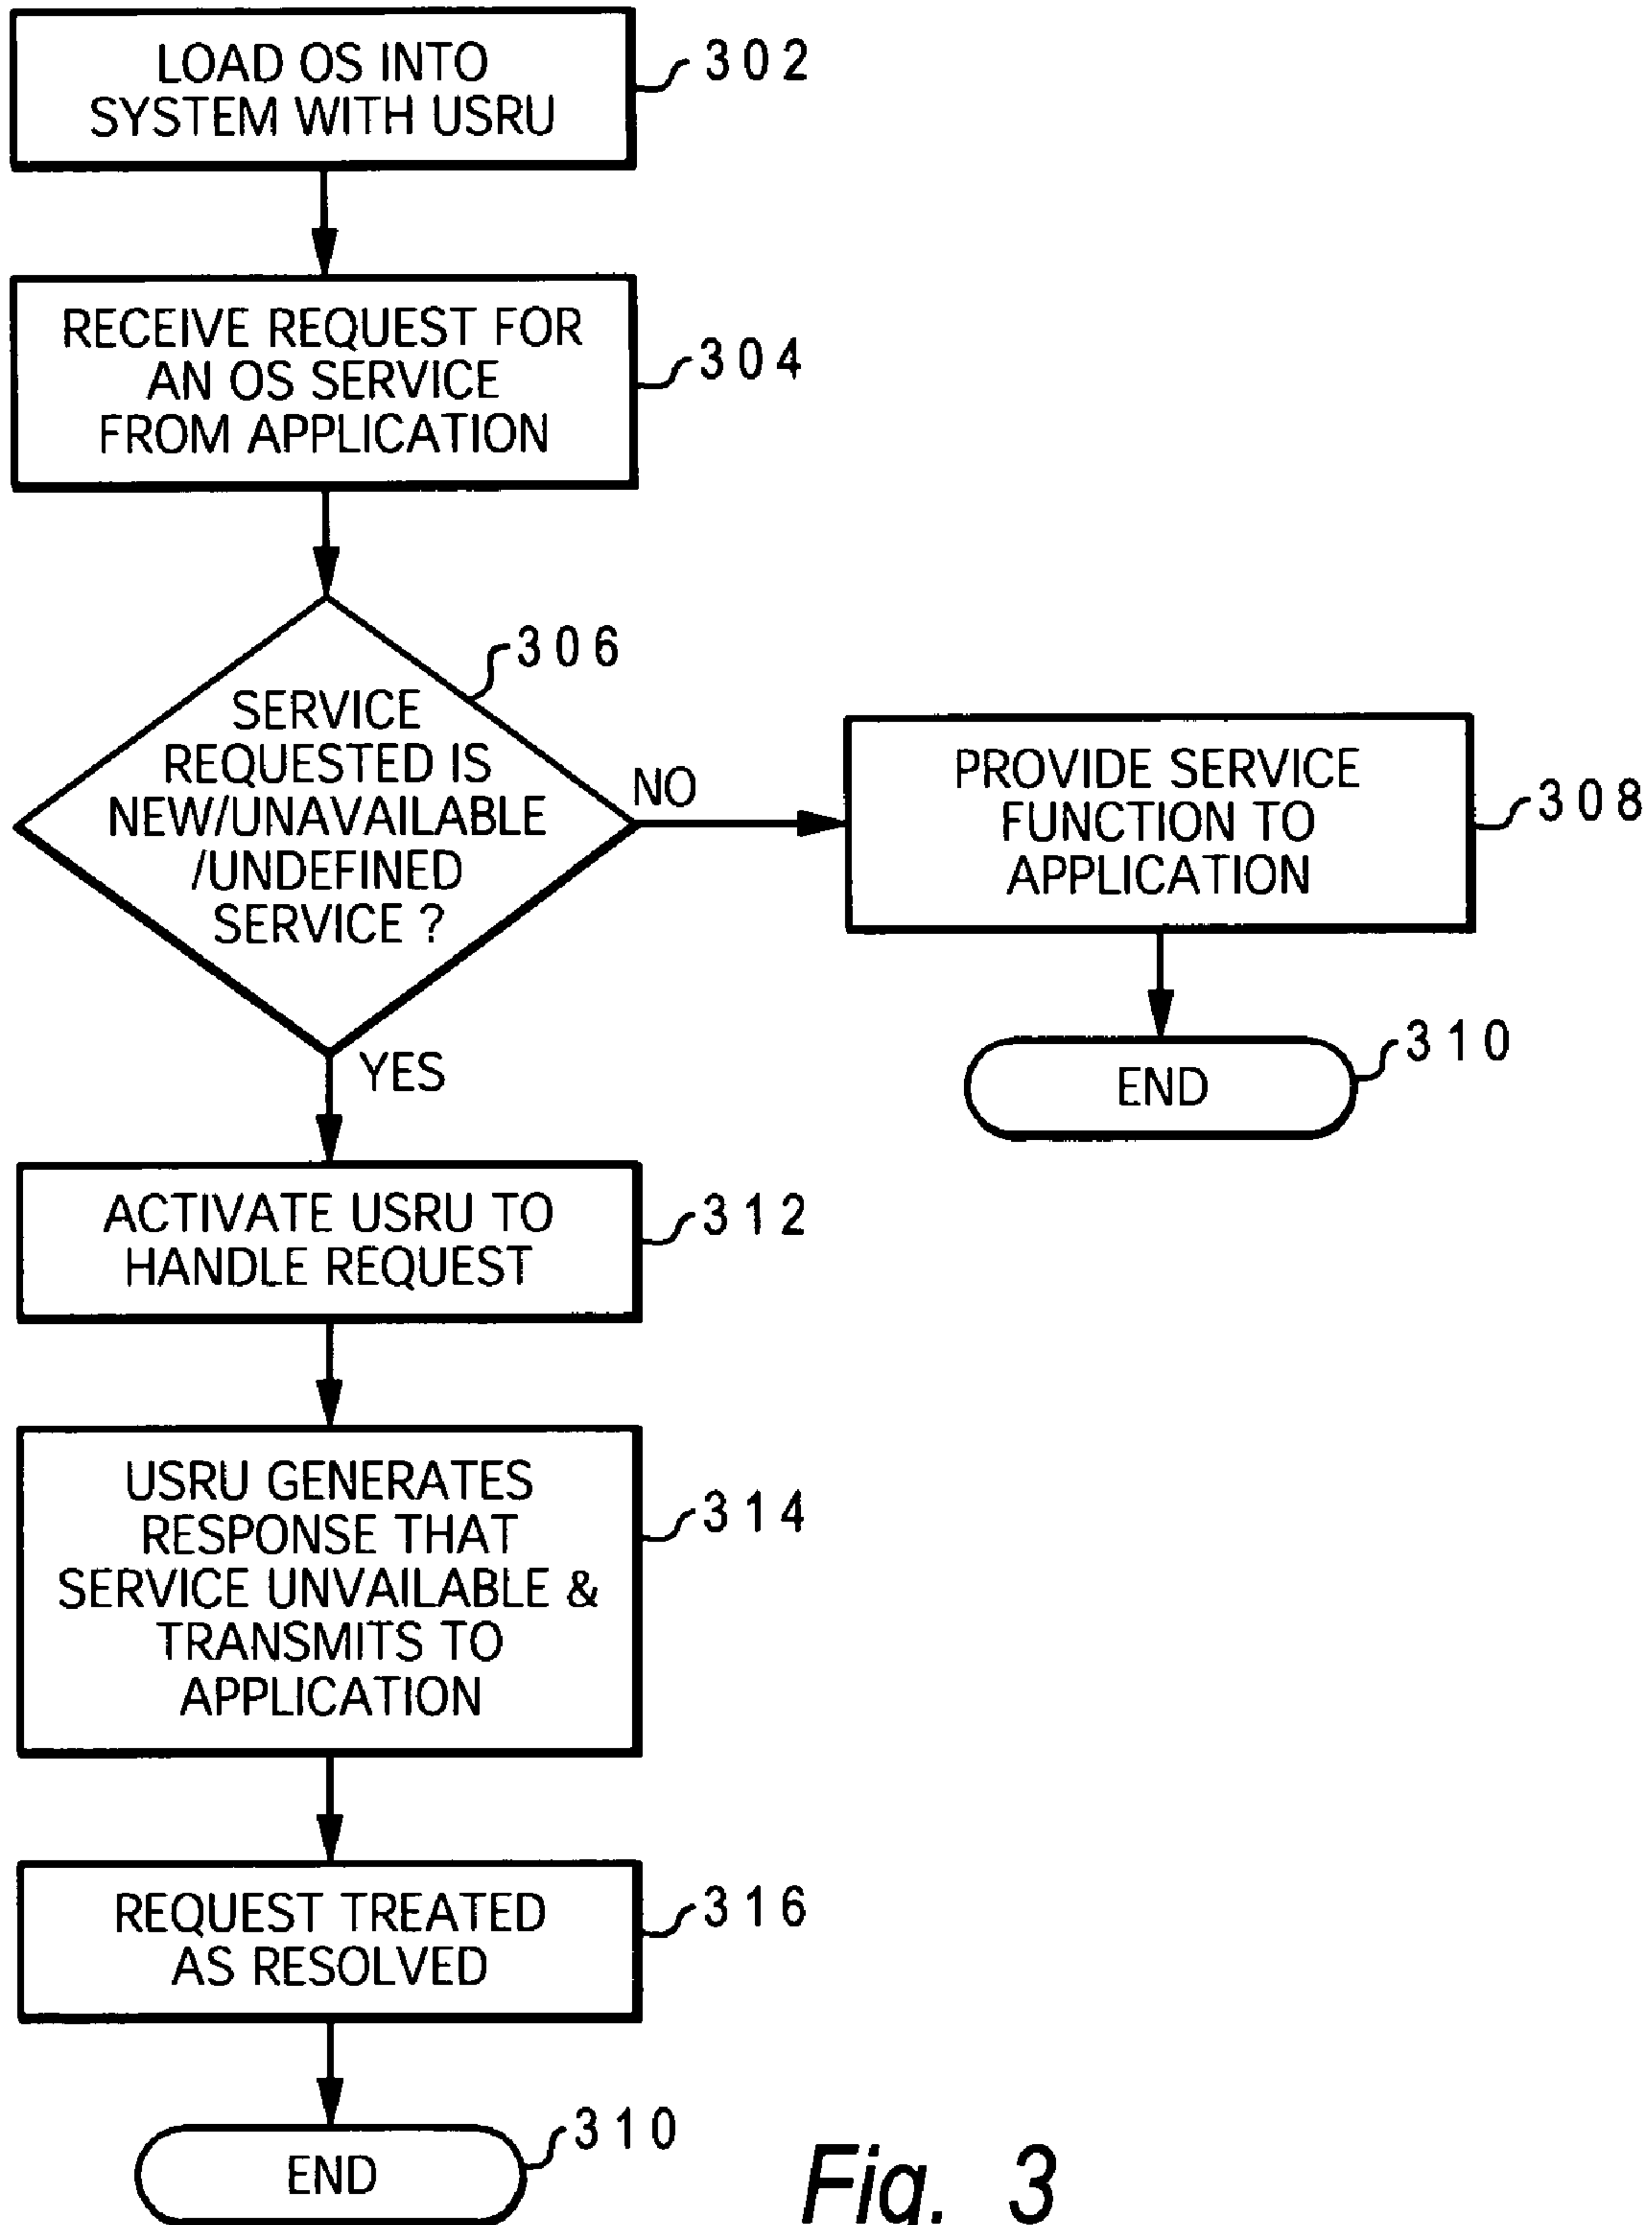 LOAD OS INTO
SYSTEM WITH USRU
302
RECEIVE REQUEST FOR
AN OS SERVICE
FROM APPLICATION
304
306
SERVICE
REQUESTED IS
NEW/UNAVAILABLE
/UNDEFINED
SERVICE ?
NO
PROVIDE SERVICE
FUNCTION TO
APPLICATION
308
END
310
YES
ACTIVATE USRU TO
HANDLE REQUEST
312
USRU GENERATES
RESPONSE THAT
SERVICE UNVAILABLE &
TRANSMITS TO
APPLICATION
314
REQUEST TREATED
AS RESOLVED
316
END
310
Fig. 3